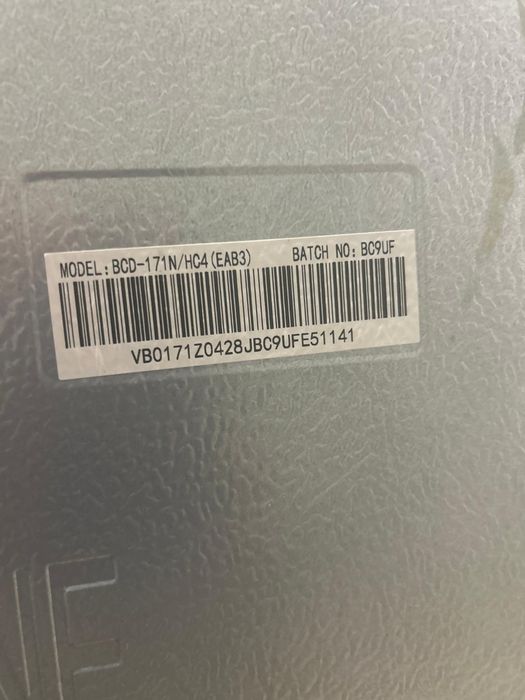 MODEL:BCD-171N/HC4(EAB3) BATCH NO:BC9UF
VB0171Z0428JBC9UFE51141